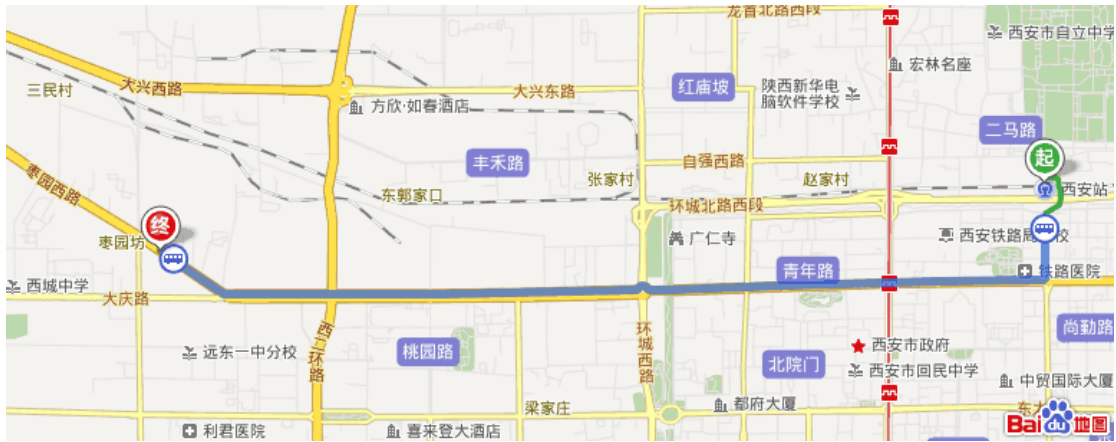 龙首北路西段
西安市自立中学
宏林名座
三民村
大兴西路
大兴东路
红庙坡
陕西新华电
脑软件学校
方欣·如春酒店
二马路
起
丰禾路
自强西路
枣园西路
东郭家口
张家村
赵家村
西安站
环城北路西段
终
枣园坊
广仁寺
西安铁路局
校
青年路
铁路医院
西城中学
大庆路
尚勤路
西二环路
环城西路
远东一中分校
桃园路
西安市政府
北院门
西安市回民中学
中贸国际大厦
梁家庄
都府大厦
东大
利君医院
喜来登大酒店
Bai du 地图